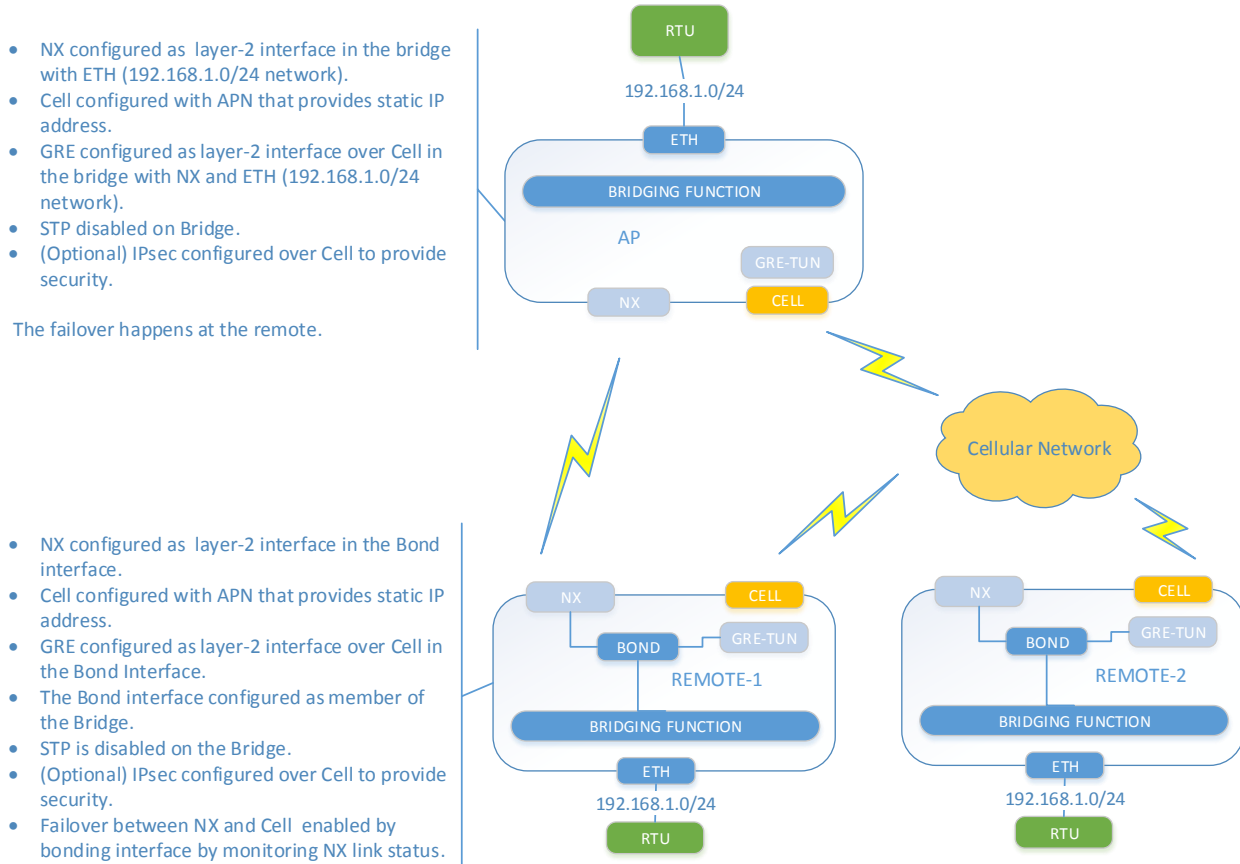 • NX configured as  layer-2 interface in the bridge
with ETH (192.168.1.0/24 network).
• Cell configured with APN that provides static IP
address.
• GRE configured as layer-2 interface over Cell in
the bridge with NX and ETH (192.168.1.0/24
network).
• STP disabled on Bridge.
• (Optional) IPsec configured over Cell to provide
security.
The failover happens at the remote.
RTU
192.168.1.0/24
ETH
BRIDGING FUNCTION
AP
GRE-TUN
NX
CELL
Cellular Network
• NX configured as  layer-2 interface in the Bond
interface.
• Cell configured with APN that provides static IP
address.
• GRE configured as layer-2 interface over Cell in
the Bond Interface.
• The Bond interface configured as member of
the Bridge.
• STP is disabled on the Bridge.
• (Optional) IPsec configured over Cell to provide
security.
• Failover between NX and Cell  enabled by
bonding interface by monitoring NX link status.
NX
CELL
BOND
GRE-TUN
REMOTE-1
BRIDGING FUNCTION
ETH
192.168.1.0/24
RTU
NX
CELL
BOND
GRE-TUN
REMOTE-2
BRIDGING FUNCTION
ETH
192.168.1.0/24
RTU